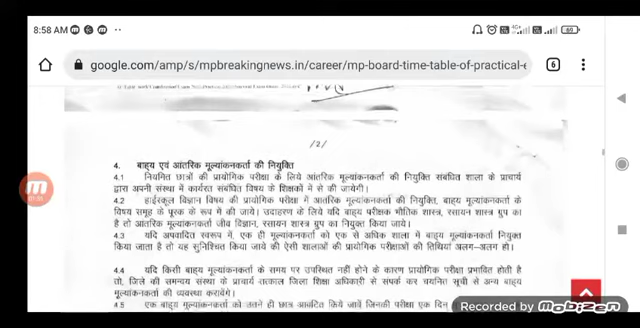 8:58 AM
69
google.com/amp/s/mpbreakingnews.in/career/mp-board-time-table-of-practical-e
6
/2/
4. बाह्य एवं आंतरिक मूल्यांकनकर्ता की नियुक्ति
4.1 नियमित छात्रों की प्रायोगिक परीक्षा के लिये आंतरिक मूल्यांकनकर्ता की नियुक्ति संबंधित शाला के प्राचार्य
द्वारा अपनी संस्था में कार्यरत संबंधित विषय के शिक्षकों में से की जायेगी।
4.2 हाईस्कूल विज्ञान विषय की प्रायोगिक परीक्षा में आंतरिक मूल्यांकनकर्ता की नियुक्ति, बाह्य मूल्यांकनकर्ता के
विषय समूह के पूरक के रूप में की जाये। उदाहरण के लिये यदि बाह्य परीक्षक भौतिक शास्त्र, रसायन शास्त्र ग्रुप का
है तो आंतरिक मूल्यांकनकर्ता जीव विज्ञान, रसायन शास्त्र ग्रुप का नियुक्त किया जाये।
4.3 यदि अपवादित स्वरूप में, एक ही मूल्यांकनकर्ता को एक से अधिक शाला में बाह्य मूल्यांकनकर्ता नियुक्त
किया जाता है तो यह सुनिश्चित किया जावे की ऐसी शालाओं की प्रायोगिक परीक्षाओं की तिथियां अलग-अलग हो।
4.4 यदि किसी बाह्य मूल्यांकनकर्ता के समय पर उपस्थित नहीं होने के कारण प्रायोगिक परीक्षा प्रभावित होती है
तो, जिले की समन्वय संस्था के प्राचार्य तत्काल जिला शिक्षा अधिकारी से संपर्क कर चयनित सूची से अन्य बाह्य
मूल्यांकनकर्ता की व्यवस्था करावेंगे।
4.5 एक बाह्य मूल्यांकनकर्ता को उतने ही छात्र आवंटित किये जावें जिनकी परीक्षा एक दिन
Recorded by Mobizen